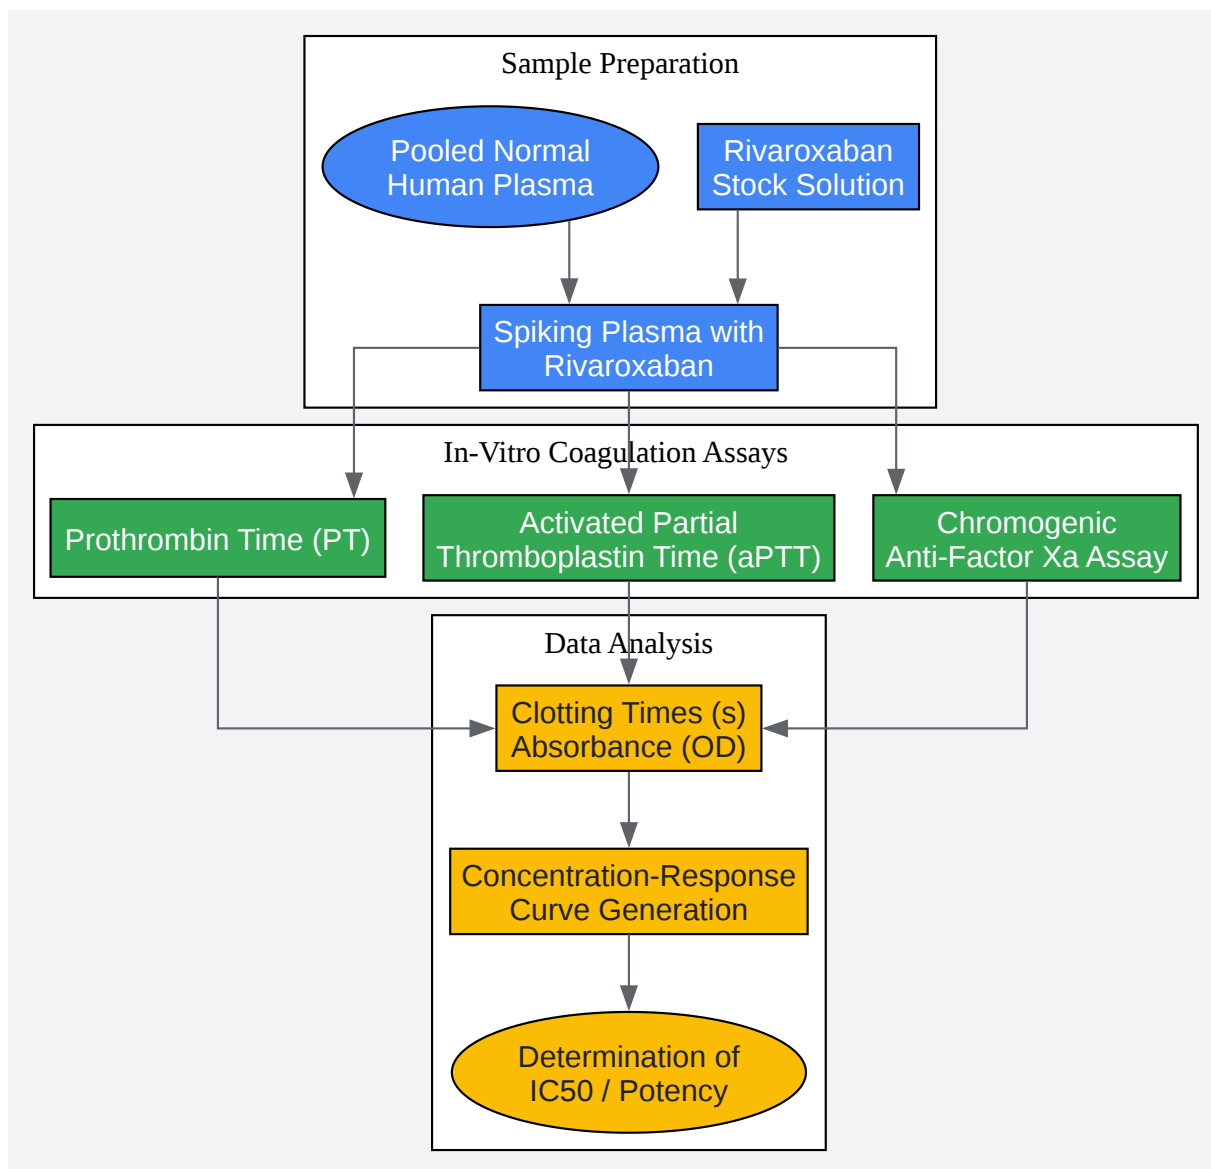 Sample Preparation
Pooled Normal
Human Plasma
Rivaroxaban
Stock Solution
Spiking Plasma with
Rivaroxaban
In-Vitro Coagulation Assays
Prothrombin Time (PT)
Activated Partial
Thromboplastin Time (aPTT)
Chromogenic
Anti-Factor Xa Assay
Data Analysis
Clotting Times (s)
Absorbance (OD)
Concentration-Response
Curve Generation
Determination of
IC50 / Potency